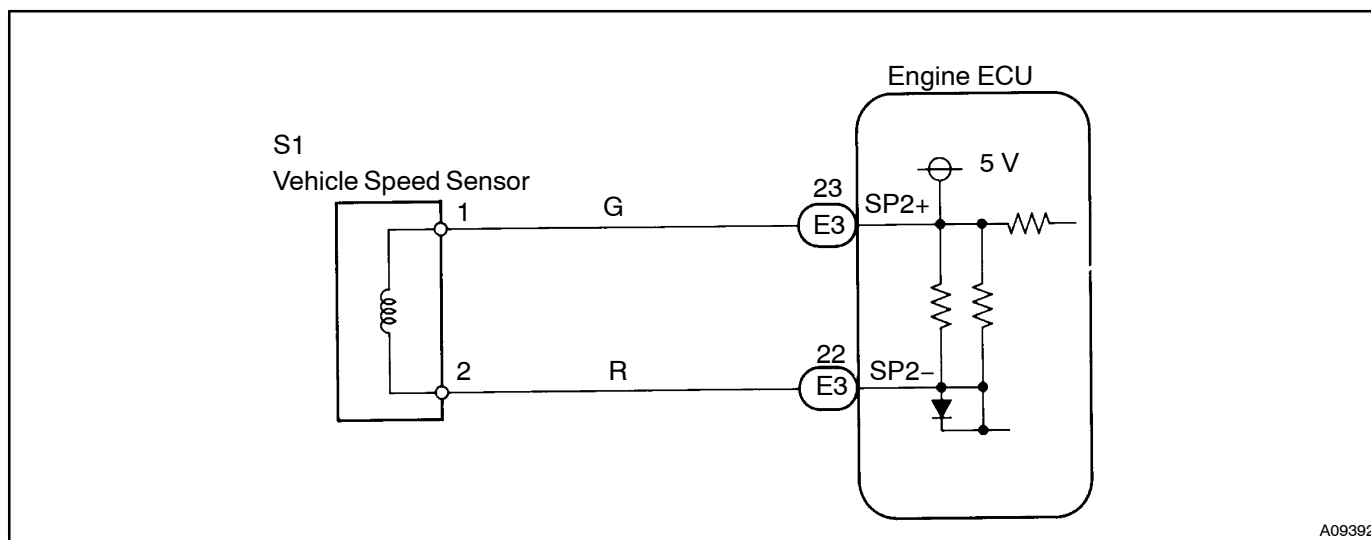 Engine ECU
S1
Vehicle Speed Sensor
5 V
1
G
23
E3
SP2+
2
R
22
E3
SP2−
A09392